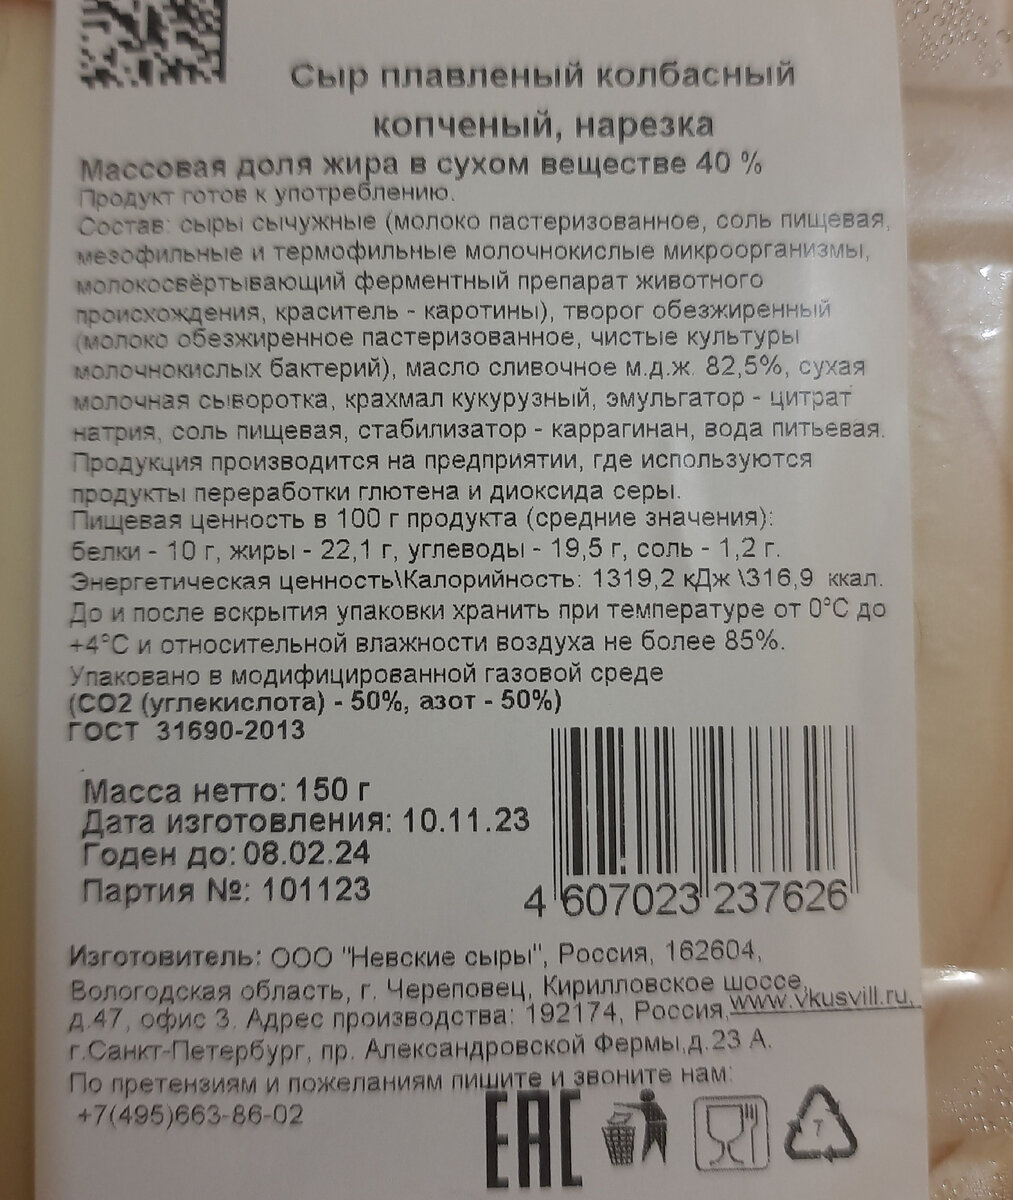 Сыр плавленый колбасный
копченый, нарезка
Массовая доля жира в сухом веществе 40 %
Продукт готов к употреблению.
Состав: сыры сычужные (молоко пастеризованное, соль пищевая,
мезофильные и термофильные молочнокислые микроорганизмы,
молокосвёртывающий ферментный препарат животного
происхождения, краситель - каротины), творог обезжиренный
(молоко обезжиренное пастеризованное, чистые культуры
молочнокислых бактерий), масло сливочное м.д.ж. 82,5%, сухая
молочная сыворотка, крахмал кукурузный, эмульгатор - цитрат
натрия, соль пищевая, стабилизатор - каррагинан, вода питьевая.
Продукция производится на предприятии, где используются
продукты переработки глютена и диоксида серы.
Пищевая ценность в 100 г продукта (средние значения):
белки - 10 г, жиры - 22,1 г, углеводы - 19,5 г, соль - 1,2 г.
Энергетическая ценность\Калорийность: 1319,2 кДж \316,9 ккал.
До и после вскрытия упаковки хранить при температуре от 0°С до
+4°С и относительной влажности воздуха не более 85%.
Упаковано в модифицированной газовой среде
(СО2 (углекислота) - 50%, азот - 50%)
ГОСТ 31690-2013
Масса нетто: 150 г
Дата изготовления: 10.11.23
Годен до: 08.02.24
Партия №: 101123
4 607023 237626
Изготовитель: ООО "Невские сыры", Россия, 162604,
Вологодская область, г. Череповец, Кирилловское шоссе,
д.47, офис 3. Адрес производства: 192174, Россия, www.vkusvill.ru,
г.Санкт-Петербург, пр. Александровской Фермы,д.23 А.
По претензиям и пожеланиям пишите и звоните нам:
+7(495)663-86-02
EAC
7